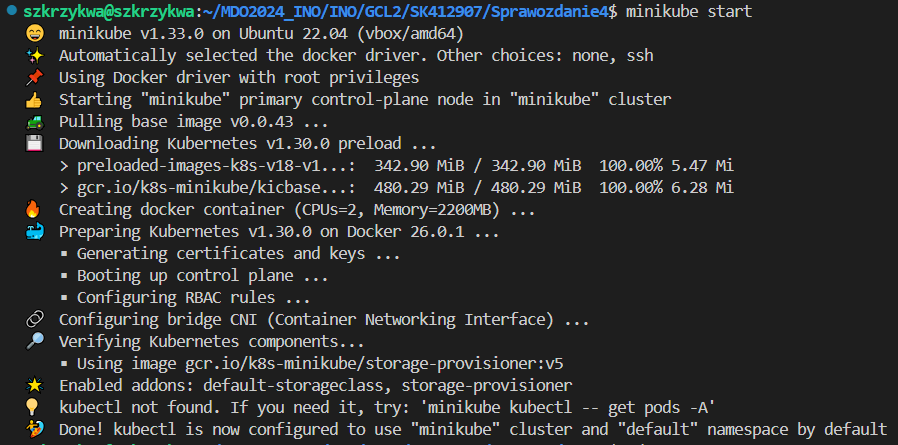 szkrzykwa@szkrzykwa:~/MDO2024_INO/INO/GCL2/SK412907/Sprawozdanie4$ minikube start
😄 minikube v1.33.0 on Ubuntu 22.04 (vbox/amd64)
✨ Automatically selected the docker driver. Other choices: none, ssh
📌 Using Docker driver with root privileges
👍 Starting "minikube" primary control-plane node in "minikube" cluster
🚜 Pulling base image v0.0.43 ...
💾 Downloading Kubernetes v1.30.0 preload ...
> preloaded-images-k8s-v18-v1...: 342.90 MiB / 342.90 MiB 100.00% 5.47 Mi
> gcr.io/k8s-minikube/kicbase...: 480.29 MiB / 480.29 MiB 100.00% 6.28 Mi
🔥 Creating docker container (CPUs=2, Memory=2200MB) ...
🐳 Preparing Kubernetes v1.30.0 on Docker 26.0.1 ...
▪ Generating certificates and keys ...
▪ Booting up control plane ...
▪ Configuring RBAC rules ...
🔗 Configuring bridge CNI (Container Networking Interface) ...
🔎 Verifying Kubernetes components...
▪ Using image gcr.io/k8s-minikube/storage-provisioner:v5
🌟 Enabled addons: default-storageclass, storage-provisioner
💡 kubectl not found. If you need it, try: 'minikube kubectl -- get pods -A'
🏄 Done! kubectl is now configured to use "minikube" cluster and "default" namespace by default